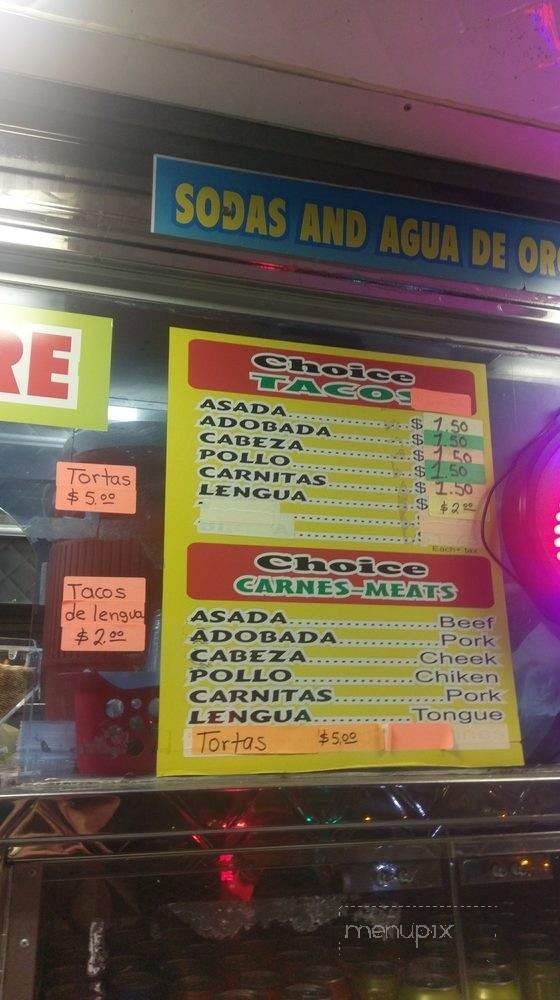 SODAS AND AGUA DE
RE
Choice
TACOS
ASADA........................$ 1.50
ADOBADA........................$ 1.50
CABEZA........................$ 1.50
POLLO........................$ 1.50
CARNITAS........................$ 1.50
LENGUA........................$ $2.00
Each+ tax
Tortas
$5.00
Tacos
de lengua
$2.00
Choice
CARNES-MEATS
ASADA........................Beef
ADOBADA........................Pork
CABEZA........................Cheek
POLLO........................Chiken
CARNITAS........................Pork
LENGUA........................Tongue
Tortas $5.00
menupix